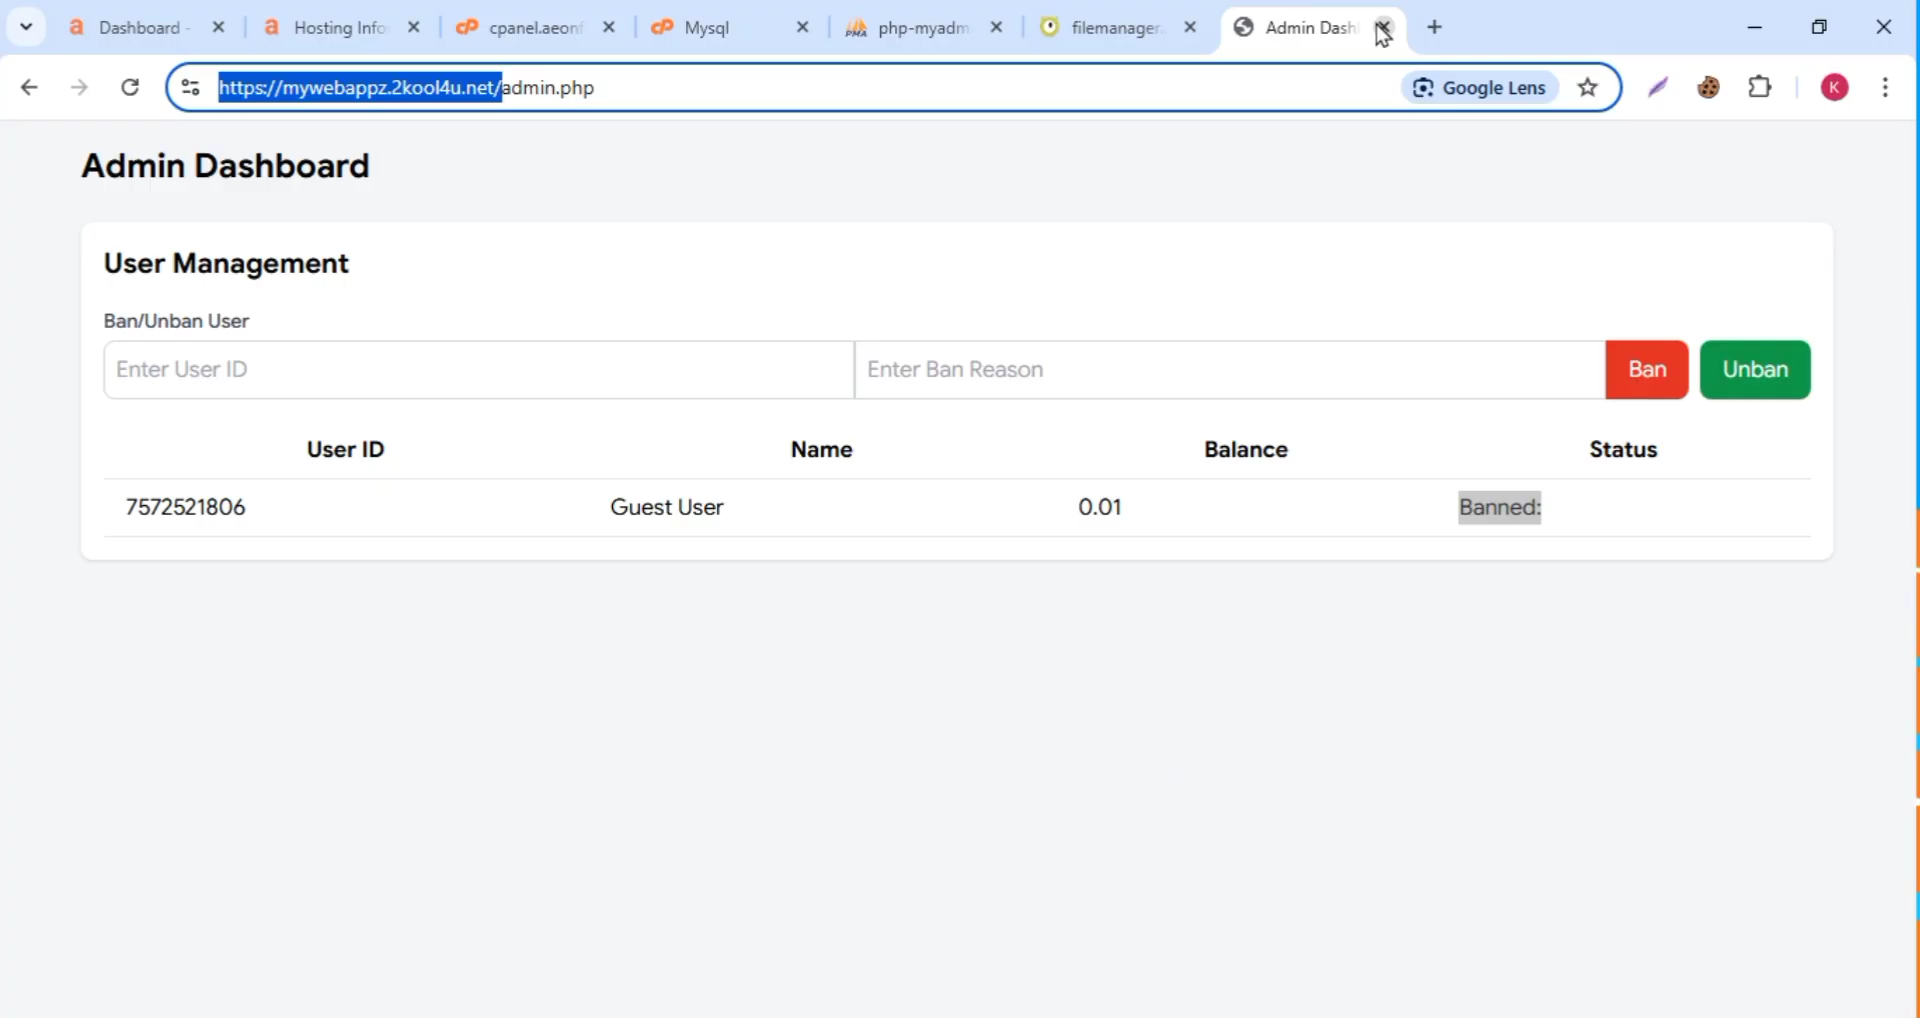 Dashboard -
Hosting Info
cpanel.aeonf
Mysql
php-myadm
filemanager.
Admin Dash
https://mywebappz.2kool4u.net/admin.php
Google Lens
K
Admin Dashboard
User Management
Ban/Unban User
Enter User ID
Enter Ban Reason
Ban
Unban
User ID Name Balance Status
7572521806 Guest User 0.01 Banned: